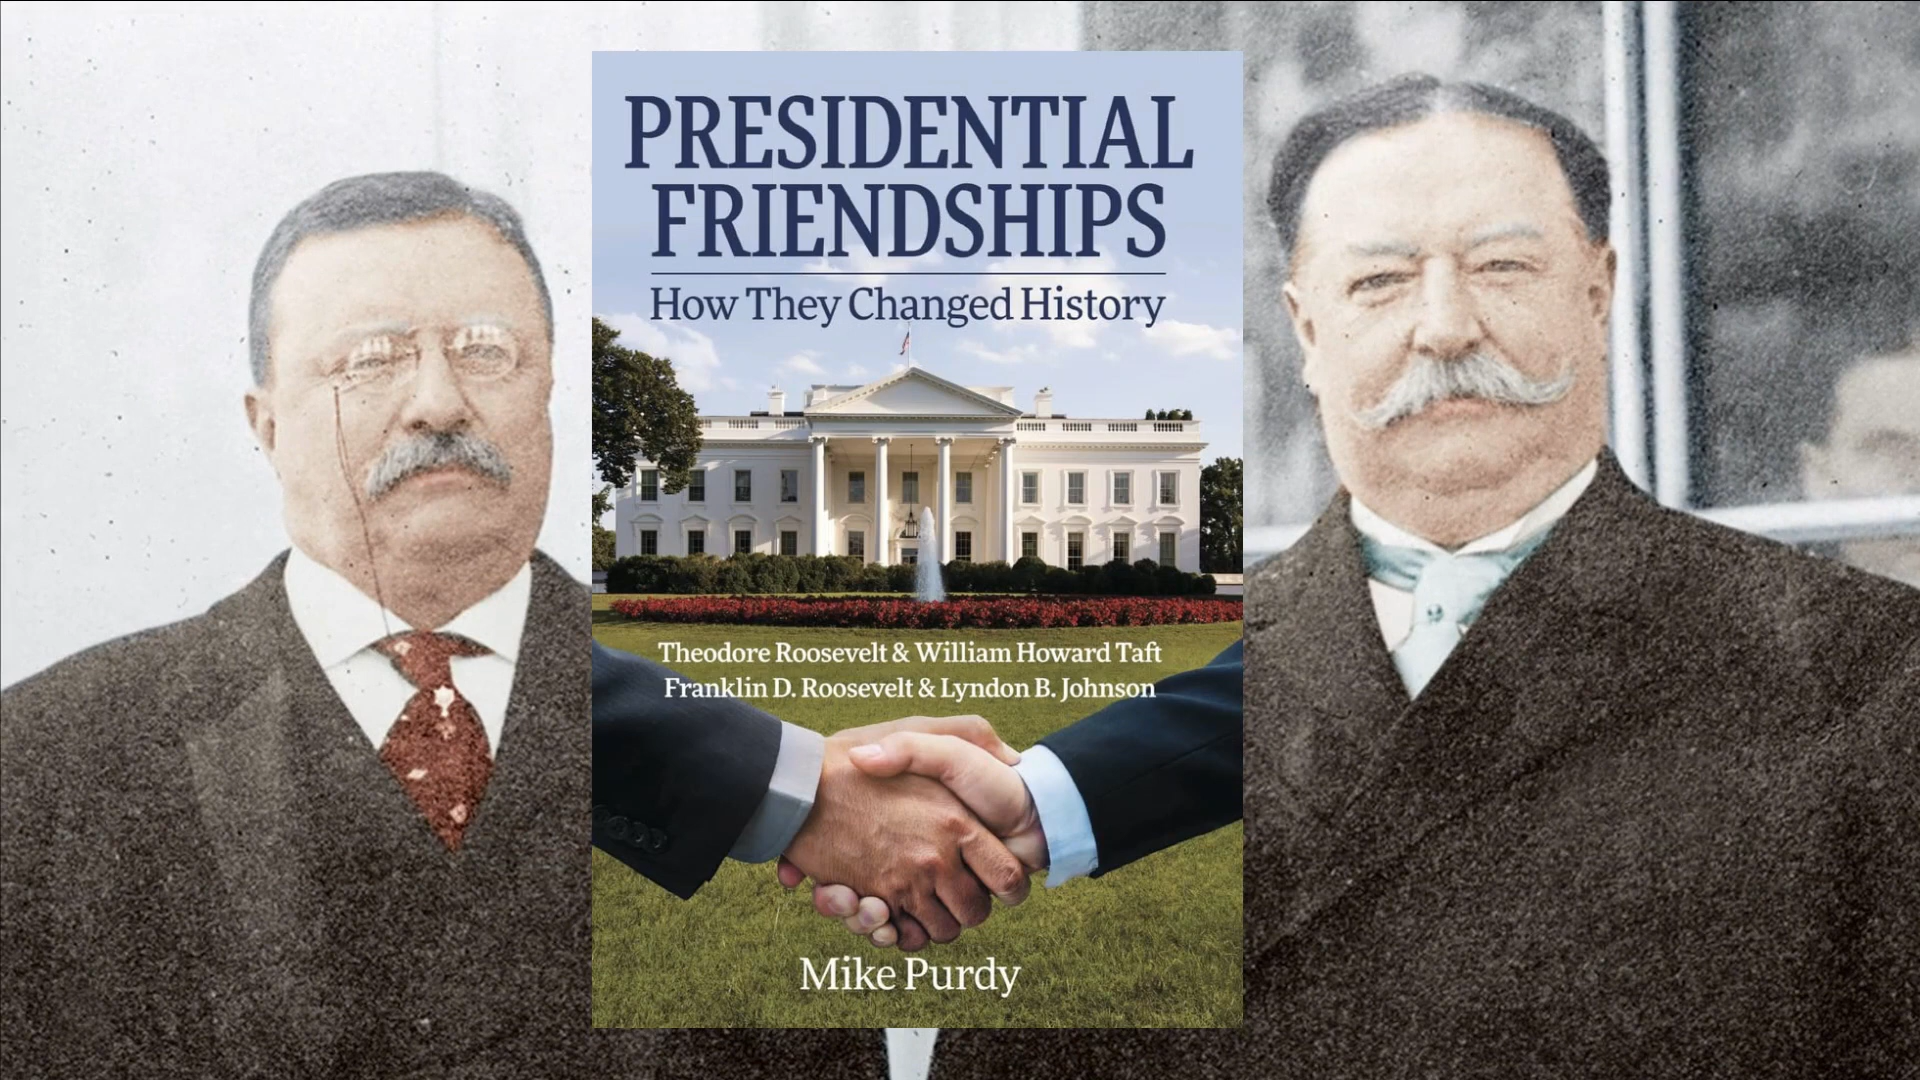 PRESIDENTIAL
FRIENDSHIPS
How They Changed History
Theodore Roosevelt & William Howard Taft
Franklin D. Roosevelt & Lyndon B. Johnson
Mike Purdy